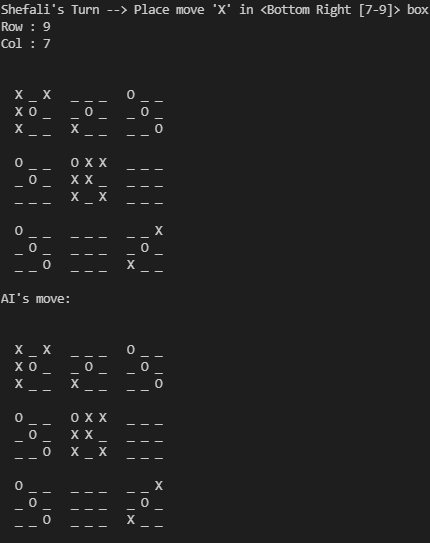 Shefali's Turn --> Place move 'X' in <Bottom Right [7-9]> box
Row : 9
Col : 7
X _ X  _ _ _  O _ _
X O _  _ O _  _ O _
X _ _  X _ _  _ _ O
O _ _  O X X  _ _ _
_ O _  X X _  _ _ _
_ _ _  X _ X  _ _ _
O _ _  _ _ _  _ _ X
_ O _  _ _ _  _ O _
_ _ O  _ _ _  X _ _
AI's move:
X _ X  _ _ _  O _ _
X O _  _ O _  _ O _
X _ _  X _ _  _ _ O
O _ _  O X X  _ _ _
_ O _  X X _  _ _ _
_ _ O  X _ X  _ _ _
O _ _  _ _ _  _ _ X
_ O _  _ _ _  _ O _
_ _ O  _ _ _  X _ _